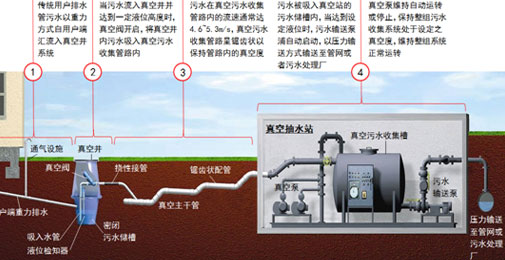 传统用户排水
管污水以重力
方式自用户端
汇流入真空井
系统
当污水流入真空井并
达到一定液位高度时,
真空阀开启,将真空井
内污水吸入真空污水
收集管路内
污水在真空污水收集
管路内的流速通常达
4.6~5.3m/s,真空污水
收集管路量锯齿状以
保持管路内的真空度
污水被吸入真空站的
污水储槽内,当达到设
定液位时,污水输送泵
浦自动启动,以压力输
送方式输送至管网或
者污水处理厂
真空泵维持自动运转
或停止,保持整组污水
收集系统处于设定之
真空度,维持整组系统
正常运转
1
2
3
4
通气设施
真空井
真空阀
挠性接管
锯齿状配管
真空主干管
户端重力排水
吸入水管
液位检知器
密闭
污水储槽
真空抽水站
真空污水收集槽
真空泵
污水
输送
泵
压力输送
至管网或
污水处理
厂